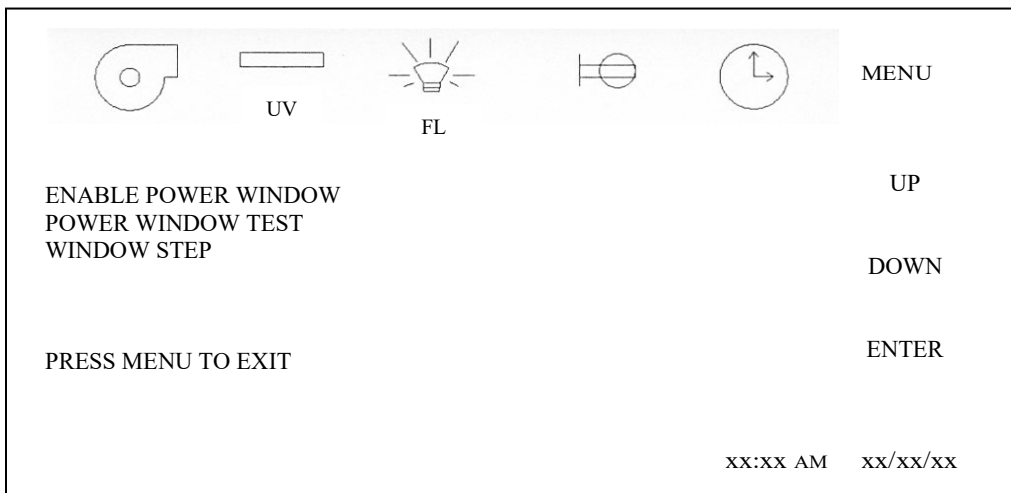 MENU
UV
FL
UP
ENABLE POWER WINDOW
POWER WINDOW TEST
WINDOW STEP
DOWN
ENTER
PRESS MENU TO EXIT
xx:xx AM xx/xx/xx